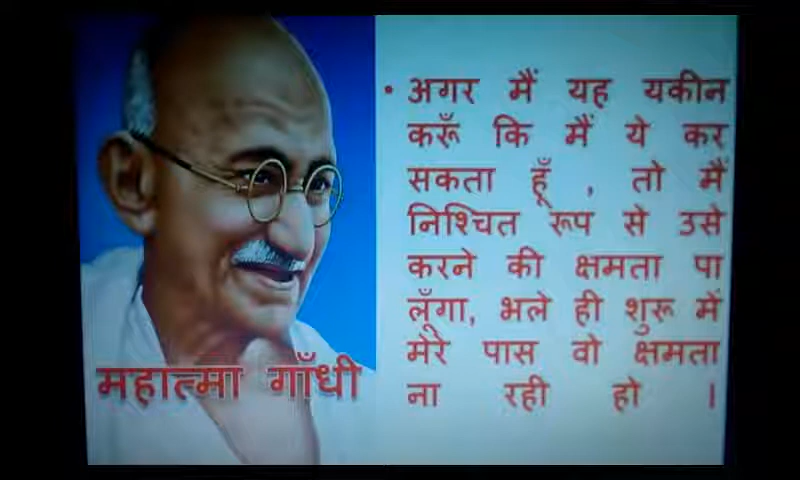 • अगर मैं यह यकीन
करूँ कि मैं ये कर
सकता हूँ , तो मैं
निश्चित रूप से उसे
करने की क्षमता पा
लूँगा, भले ही शुरू में
मेरे पास वो क्षमता
ना रही हो ।
महात्मा गाँधी